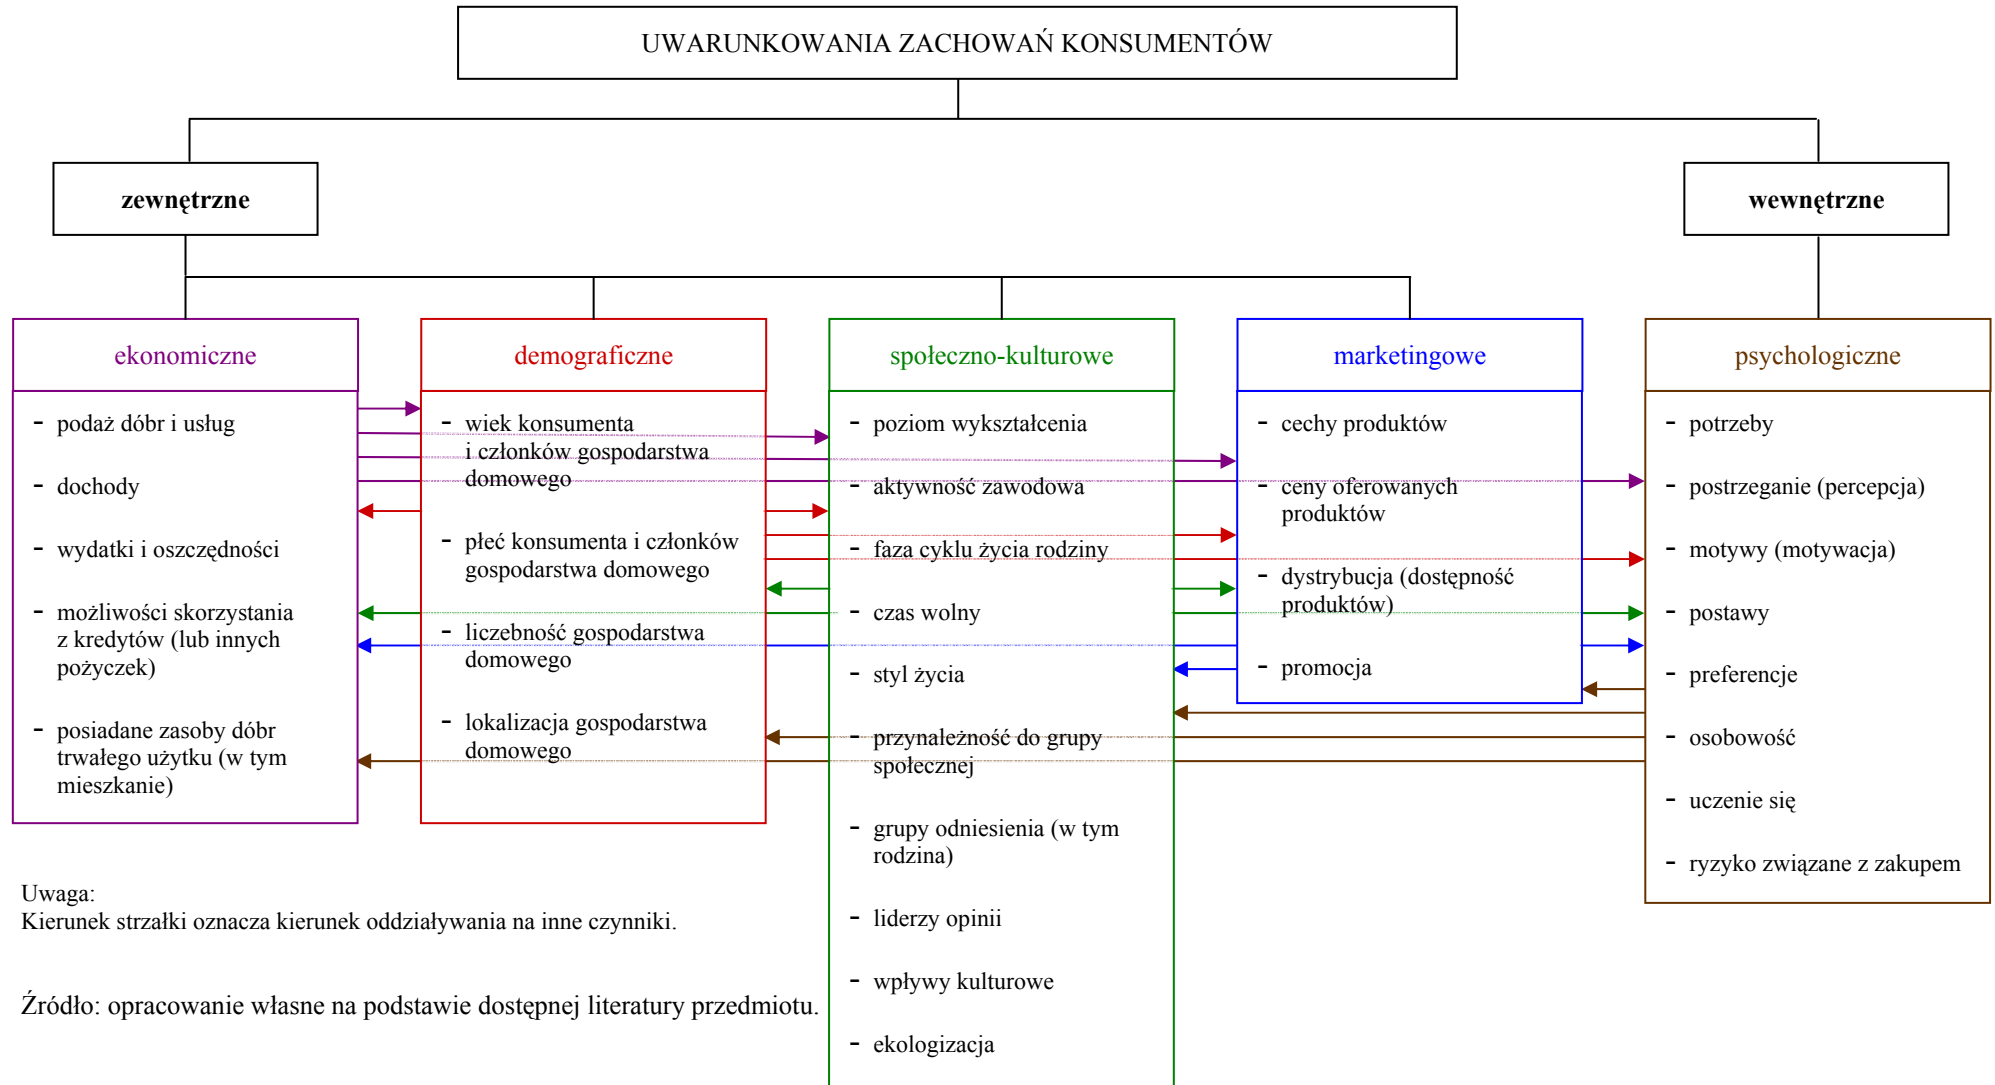 UWARUNKOWANIA ZACHOWAŃ KONSUMENTÓW
zewnętrzne
wewnętrzne
ekonomiczne
- podaż dóbr i usług
- dochody
- wydatki i oszczędności
- możliwości skorzystania
z kredytów (lub innych
pożyczek)
- posiadane zasoby dóbr
trwałego użytku (w tym
mieszkanie)
demograficzne
- wiek konsumenta
i członków gospodarstwa
domowego
- płeć konsumenta i członków
gospodarstwa domowego
- liczebność gospodarstwa
domowego
- lokalizacja gospodarstwa
domowego
społeczno-kulturowe
- poziom wykształcenia
- aktywność zawodowa
- faza cyklu życia rodziny
- czas wolny
- styl życia
- przynależność do grupy
społecznej
- grupy odniesienia (w tym
rodzina)
- liderzy opinii
- wpływy kulturowe
- ekologizacja
marketingowe
- cechy produktów
- ceny oferowanych
produktów
- dystrybucja (dostępność
produktów)
- promocja
psychologiczne
- potrzeby
- postrzeganie (percepcja)
- motywy (motywacja)
- postawy
- preferencje
- osobowość
- uczenie się
- ryzyko związane z zakupem
Uwaga:
Kierunek strzałki oznacza kierunek oddziaływania na inne czynniki.
Źródło: opracowanie własne na podstawie dostępnej literatury przedmiotu.